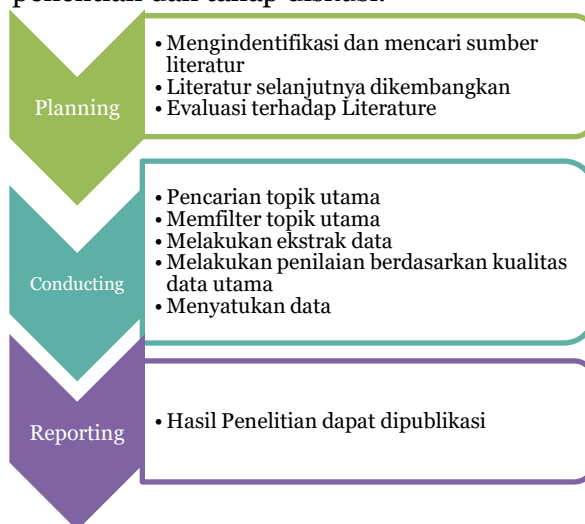 penelitian dan tahap diskusi.
Planning
• Mengindentifikasi dan mencari sumber
literatur
• Literatur selanjutnya dikembangkan
• Evaluasi terhadap Literature
Conducting
• Pencarian topik utama
• Memfilter topik utama
• Melakukan ekstrak data
• Melakukan penilaian berdasarkan kualitas
data utama
• Menyatukan data
Reporting
• Hasil Penelitian dapat dipublikasi